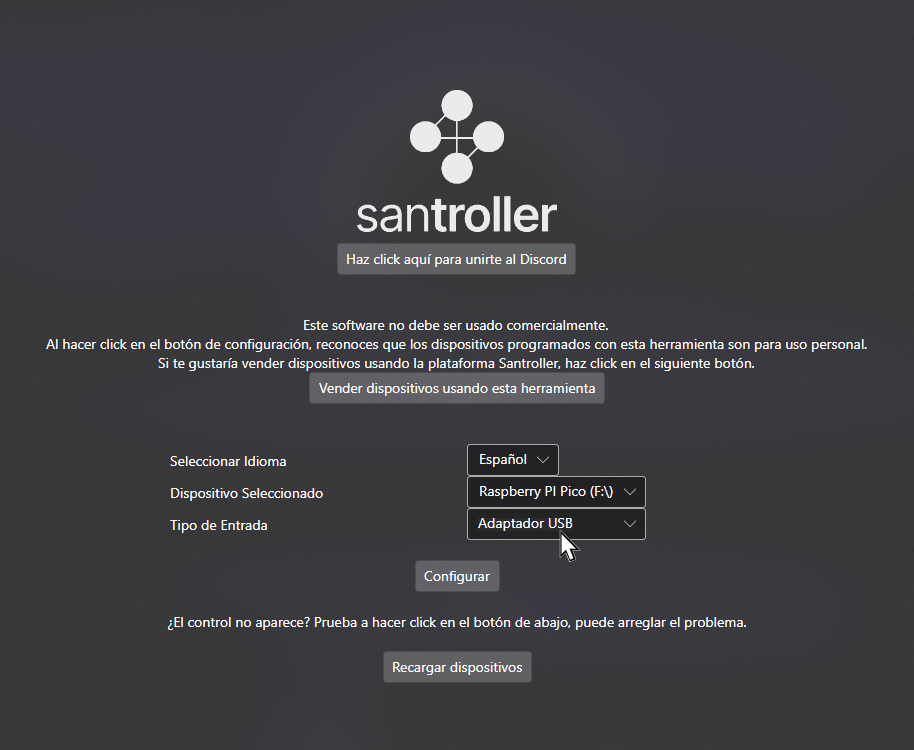 santroller
Haz click aquí para unirte al Discord
Este software no debe ser usado comercialmente.
Al hacer click en el botón de configuración, reconoces que los dispositivos programados con esta herramienta son para uso personal.
Si te gustaría vender dispositivos usando la plataforma Santroller, haz click en el siguiente botón.
Vender dispositivos usando esta herramienta
Seleccionar Idioma Español
Dispositivo Seleccionado Raspberry PI Pico (F:\)
Tipo de Entrada Adaptador USB
Configurar
¿El control no aparece? Prueba a hacer click en el botón de abajo, puede arreglar el problema.
Recargar dispositivos